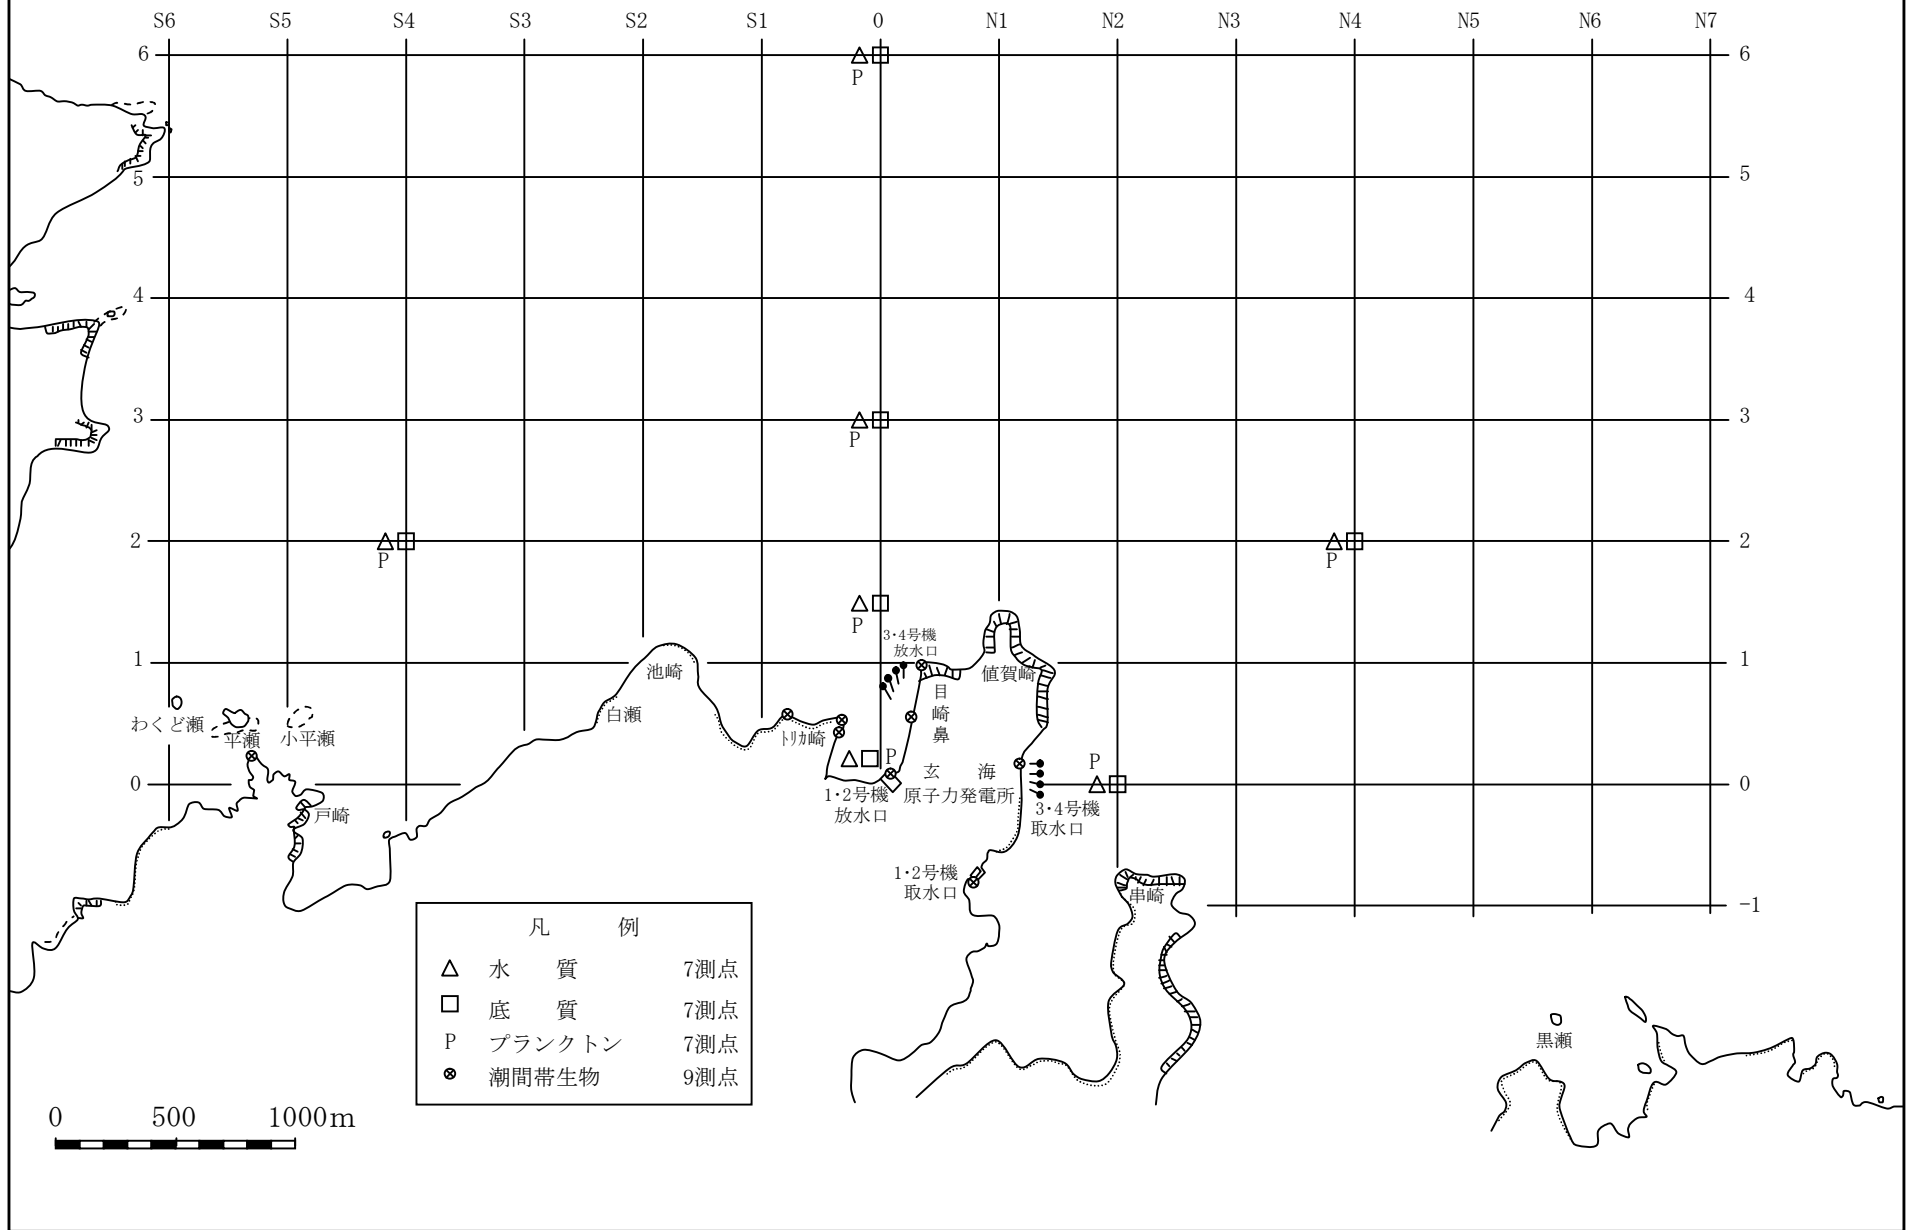 S6 S5 S4 S3 S2 S1 0 N1 N2 N3 N4 N5 N6 N7
6 6
P
5 5
4 4
3 3
P
2 2
P P
P
3・4号機
放水口
1 1
池崎
値賀崎
目崎鼻
白瀬
わくど瀬
平瀬
小平瀬
トリカ崎
P
P
玄海
原子力発電所
0 0
戸崎
1・2号機
放水口
3・4号機
取水口
1・2号機
取水口
串崎
-1
凡例
水質 7測点
底質 7測点
P プランクトン 7測点
潮間帯生物 9測点
黒瀬
0 500 1000m